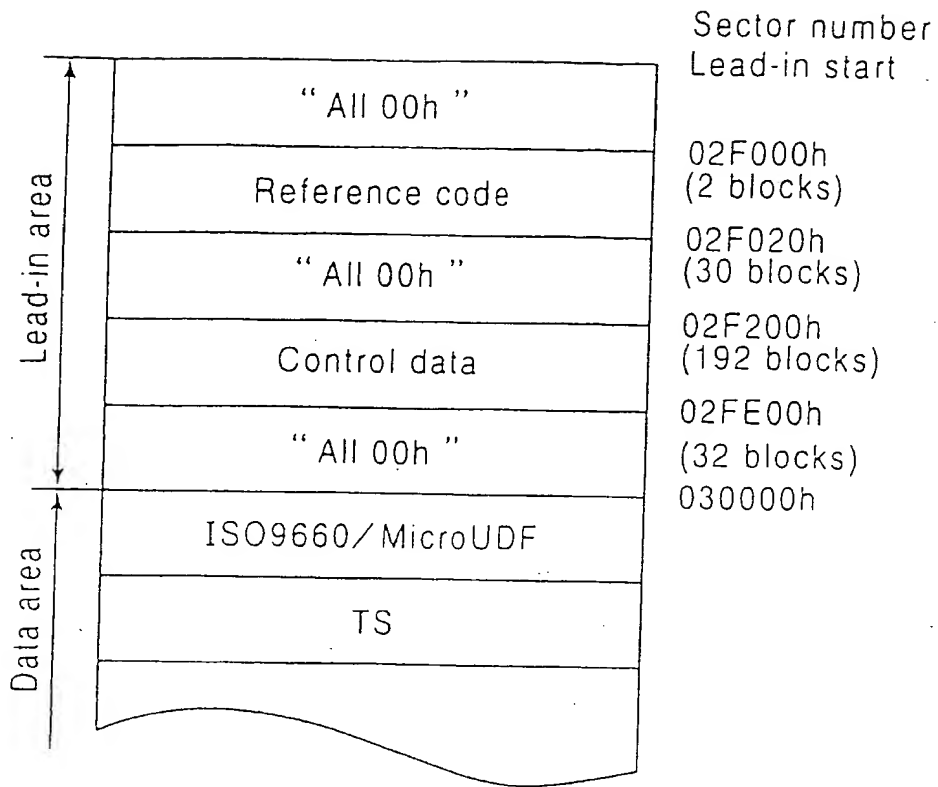 Sector number
Lead-in start
“ All 00h ”
02F000h
(2 blocks)
Reference code
02F020h
(30 blocks)
“ All 00h ”
02F200h
(192 blocks)
Control data
02FE00h
(32 blocks)
“ All 00h ”
030000h
Lead-in area
ISO9660/MicroUDF
TS
Data area